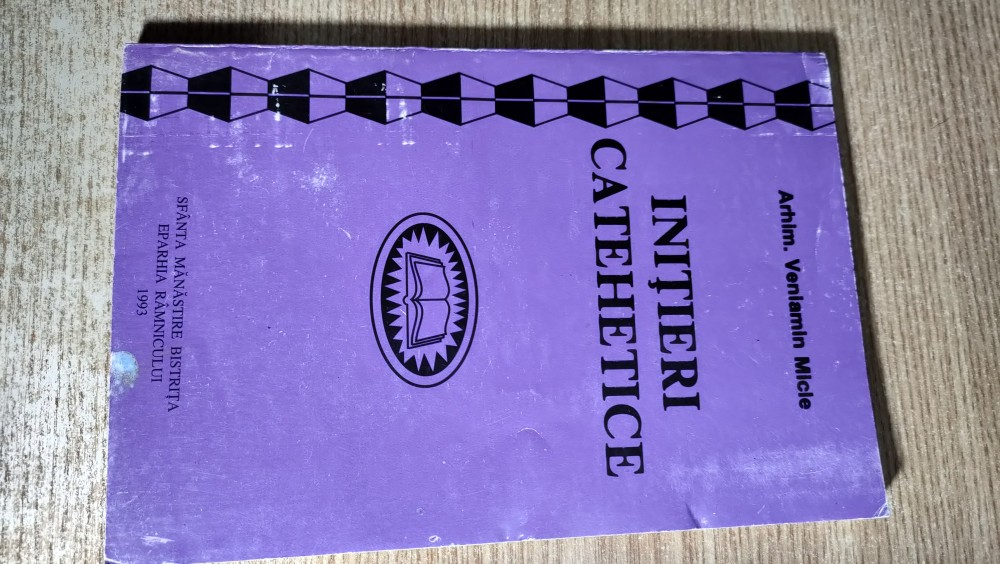 Arhim. Veniamin Micle
INIȚIERI
CATEHETICE
SFÂNTA MĂNĂSTIRE BISTRIȚA
EPARHIA RÂMNICULUI
1993